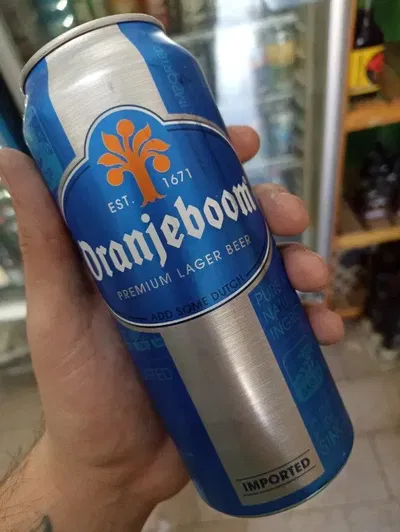 EST. 1671
Oranjeboom
PREMIUM LAGER BEER
ADD SOME DUTCH
IMPORTED